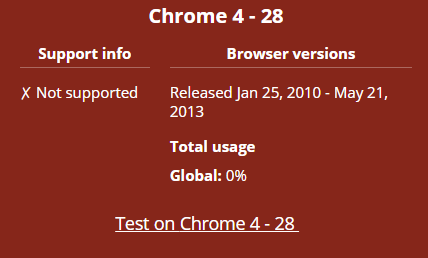 Chrome 4 - 28
Support info
Browser versions
✗ Not supported
Released Jan 25, 2010 - May 21,
2013
Total usage
Global: 0%
Test on Chrome 4 - 28